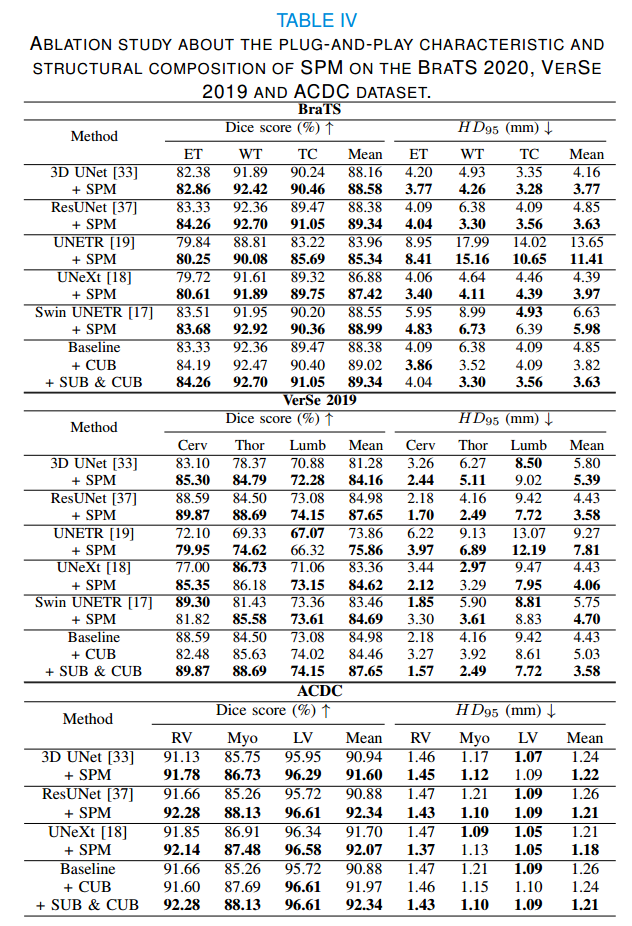 TABLE IV
ABLATION STUDY ABOUT THE PLUG-AND-PLAY CHARACTERISTIC AND
STRUCTURAL COMPOSITION OF SPM ON THE BRATS 2020, VERSE
2019 AND ACDC DATASET.
BraTS
Method Dice score (%) ↑ HD95 (mm) ↓
ET WT TC Mean ET WT TC Mean
3D UNet [33] 82.38 91.89 90.24 88.16 4.20 4.93 3.35 4.16
+ SPM 82.86 92.42 90.46 88.58 3.77 4.26 3.28 3.77
ResUNet [37] 83.33 92.36 89.47 88.38 4.09 6.38 4.09 4.85
+ SPM 84.26 92.70 91.05 89.34 4.04 3.30 3.56 3.63
UNETR [19] 79.84 88.81 83.22 83.96 8.95 17.99 14.02 13.65
+ SPM 80.25 90.08 85.69 85.34 8.41 15.16 10.65 11.41
UNeXt [18] 79.72 91.61 89.32 86.88 4.06 4.64 4.46 4.39
+ SPM 80.61 91.89 89.75 87.42 3.40 4.11 4.39 3.97
Swin UNETR [17] 83.51 91.95 90.20 88.55 5.95 8.99 4.93 6.63
+ SPM 83.68 92.92 90.36 88.99 4.83 6.73 6.39 5.98
Baseline 83.33 92.36 89.47 88.38 4.09 6.38 4.09 4.85
+ CUB 84.19 92.47 90.40 89.02 3.86 3.52 4.09 3.82
+ SUB & CUB 84.26 92.70 91.05 89.34 4.04 3.30 3.56 3.63
VerSe 2019
Method Dice score (%) ↑ HD95 (mm) ↓
Cerv Thor Lumb Mean Cerv Thor Lumb Mean
3D UNet [33] 83.10 78.37 70.88 81.28 3.26 6.27 8.50 5.80
+ SPM 85.30 84.79 72.28 84.16 2.44 5.11 9.02 5.39
ResUNet [37] 88.59 84.50 73.08 84.98 2.18 4.16 9.42 4.43
+ SPM 89.87 88.69 74.15 87.65 1.70 2.49 7.72 3.58
UNETR [19] 72.10 69.33 67.07 73.86 6.22 9.13 13.07 9.27
+ SPM 79.95 74.62 66.32 75.86 3.97 6.89 12.19 7.81
UNeXt [18] 77.00 86.73 71.06 83.36 3.44 2.97 9.47 4.43
+ SPM 85.35 86.18 73.15 84.62 2.12 3.29 7.95 4.06
Swin UNETR [17] 89.30 81.43 73.36 83.46 1.85 5.90 8.81 5.75
+ SPM 81.82 85.58 73.61 84.69 3.30 3.61 8.83 4.70
Baseline 88.59 84.50 73.08 84.98 2.18 4.16 9.42 4.43
+ CUB 82.48 85.63 74.02 84.46 3.27 3.92 8.61 5.03
+ SUB & CUB 89.87 88.69 74.15 87.65 1.57 2.49 7.72 3.58
ACDC
Method Dice score (%) ↑ HD95 (mm) ↓
RV Myo LV Mean RV Myo LV Mean
3D UNet [33] 91.13 85.75 95.95 90.94 1.46 1.17 1.07 1.24
+ SPM 91.78 86.73 96.29 91.60 1.45 1.12 1.09 1.22
ResUNet [37] 91.66 85.26 95.72 90.88 1.47 1.21 1.09 1.26
+ SPM 92.28 88.13 96.61 92.34 1.43 1.10 1.09 1.21
UNeXt [18] 91.85 86.91 96.34 91.70 1.47 1.09 1.05 1.21
+ SPM 92.14 87.48 96.58 92.07 1.37 1.13 1.05 1.18
Baseline 91.66 85.26 95.72 90.88 1.47 1.21 1.09 1.26
+ CUB 91.60 87.69 96.61 91.97 1.46 1.15 1.10 1.24
+ SUB & CUB 92.28 88.13 96.61 92.34 1.43 1.10 1.09 1.21